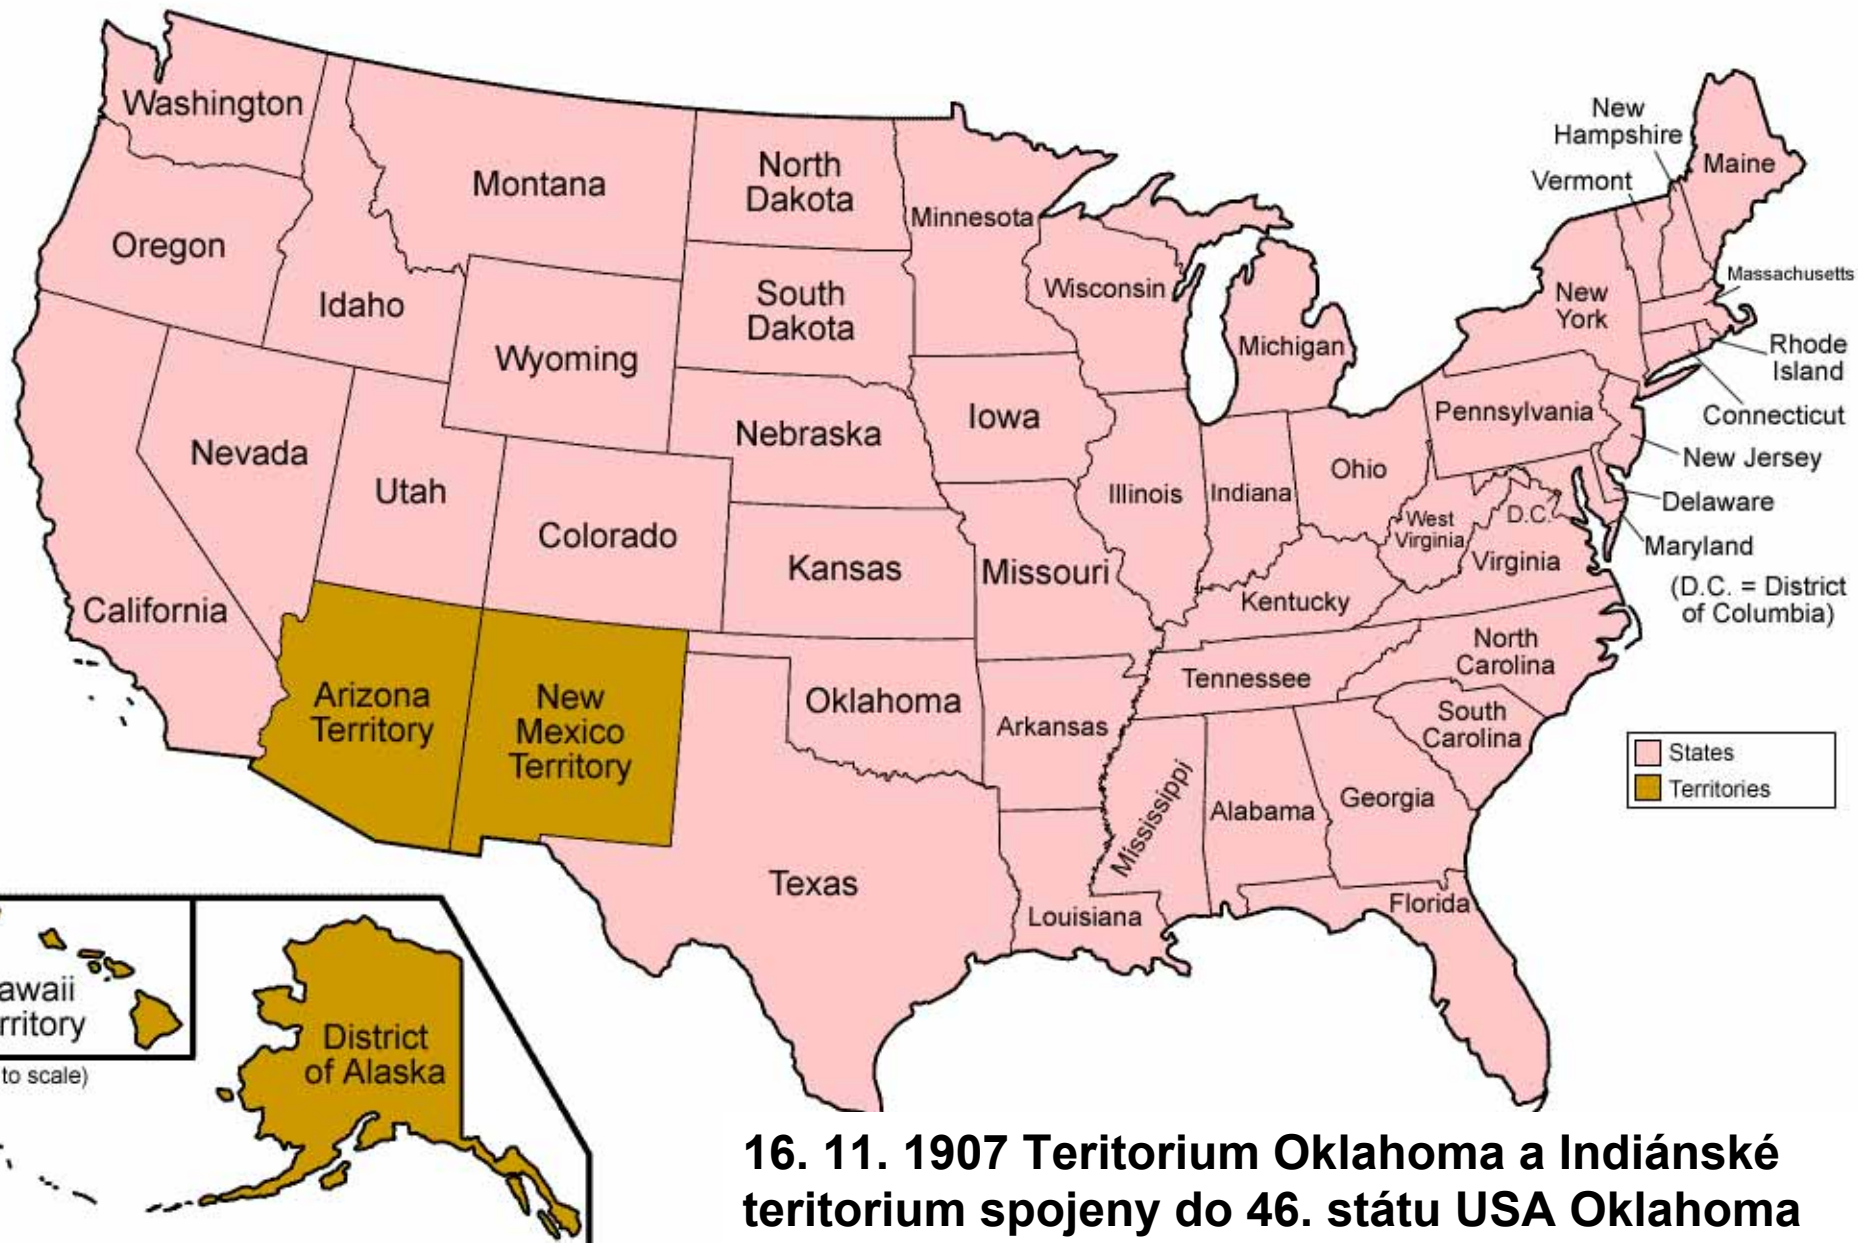 Washington
Montana
North
Dakota
Minnesota
New
Hampshire
Vermont
Maine
Oregon
Idaho
Wyoming
South
Dakota
Wisconsin
Michigan
New
York
Massachusetts
Rhode
Island
Connecticut
New Jersey
Delaware
Maryland
(D.C. = District
of Columbia)
Nevada
Utah
Colorado
Nebraska
Iowa
Illinois
Indiana
Ohio
Pennsylvania
West
Virginia
D.C.
Virginia
California
Kansas
Missouri
Kentucky
Arizona
Territory
New
Mexico
Territory
Oklahoma
Arkansas
Tennessee
North
Carolina
South
Carolina
Texas
Louisiana
Mississippi
Alabama
Georgia
Florida
States
Territories
awaii
rritory
to scale)
District
of Alaska
16. 11. 1907 Teritorium Oklahoma a Indiánské
teritorium spojeny do 46. státu USA Oklahoma